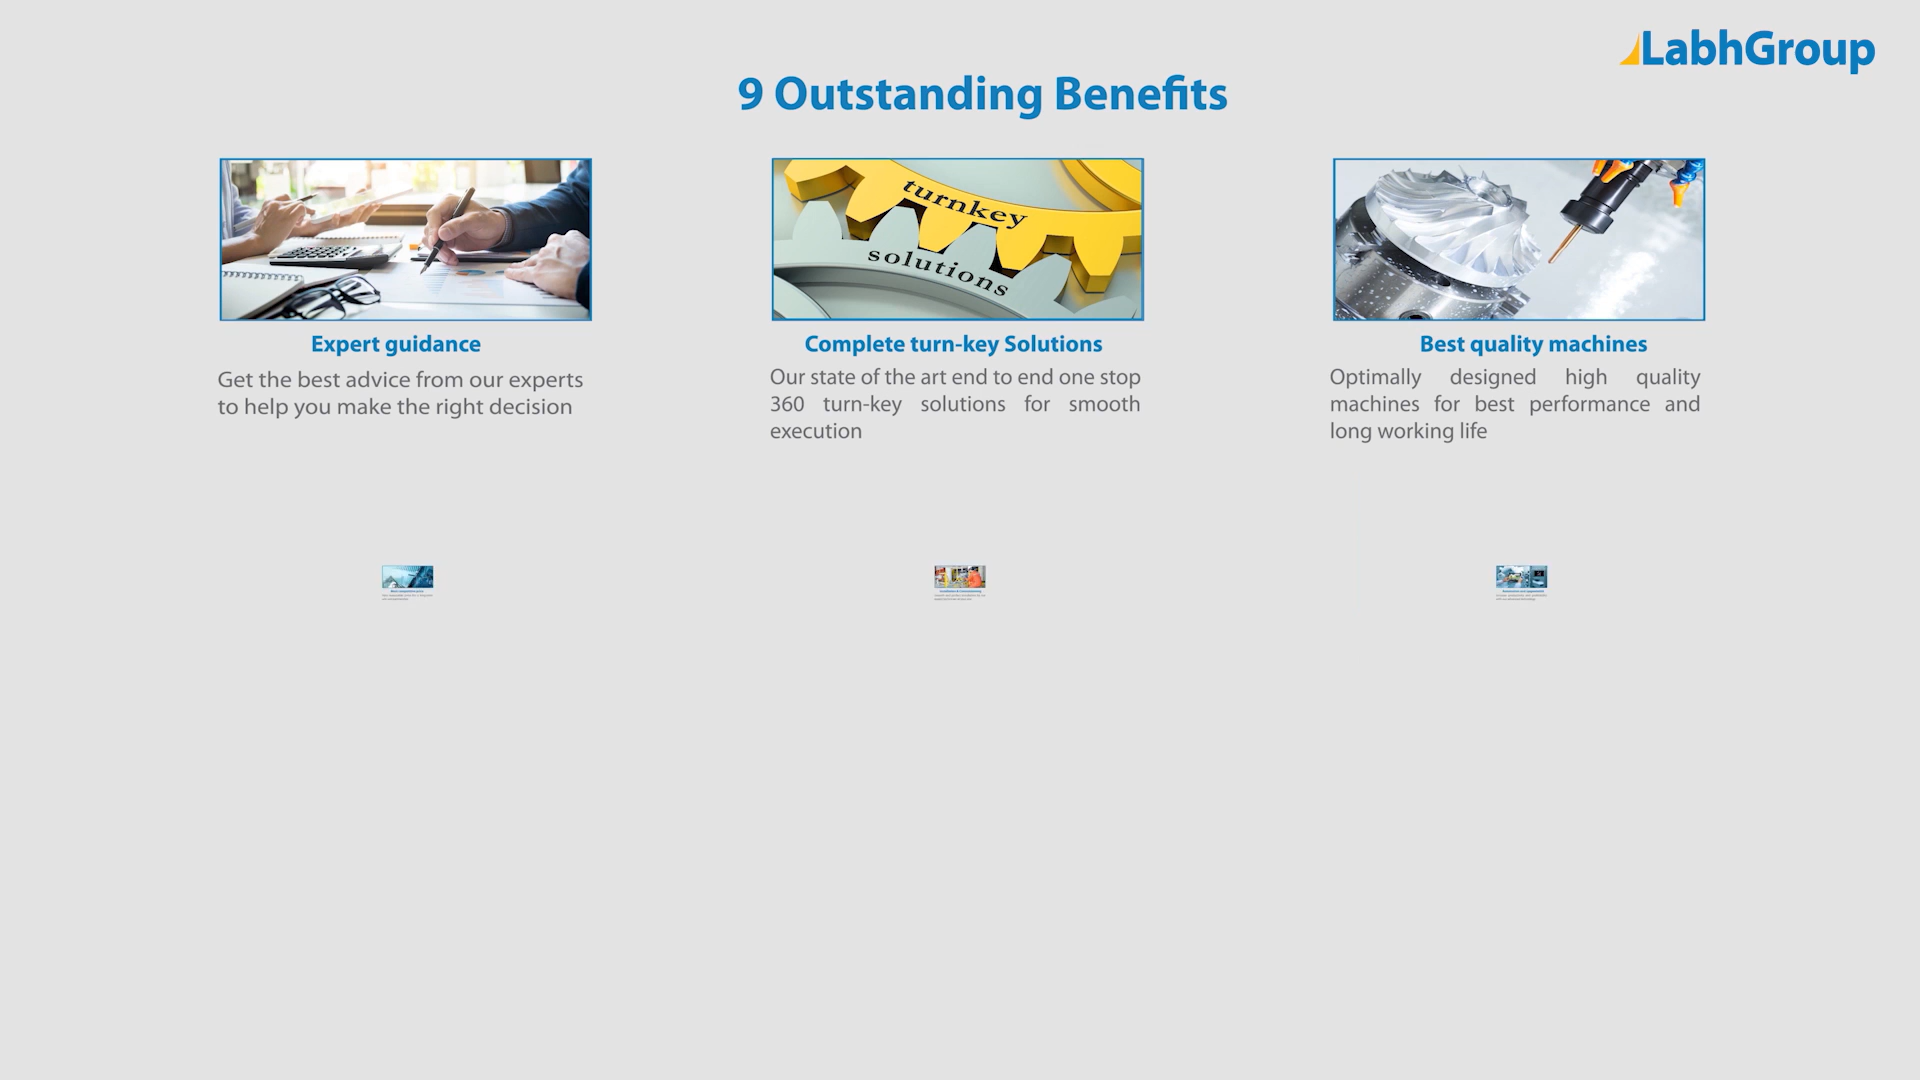 LabhGroup
9 Outstanding Benefits
turnkey
solutions
Expert guidance
Get the best advice from our experts
to help you make the right decision
Complete turn-key Solutions
Our state of the art end to end one stop
360 turn-key solutions for smooth
execution
Best quality machines
Optimally designed high quality
machines for best performance and
long working life